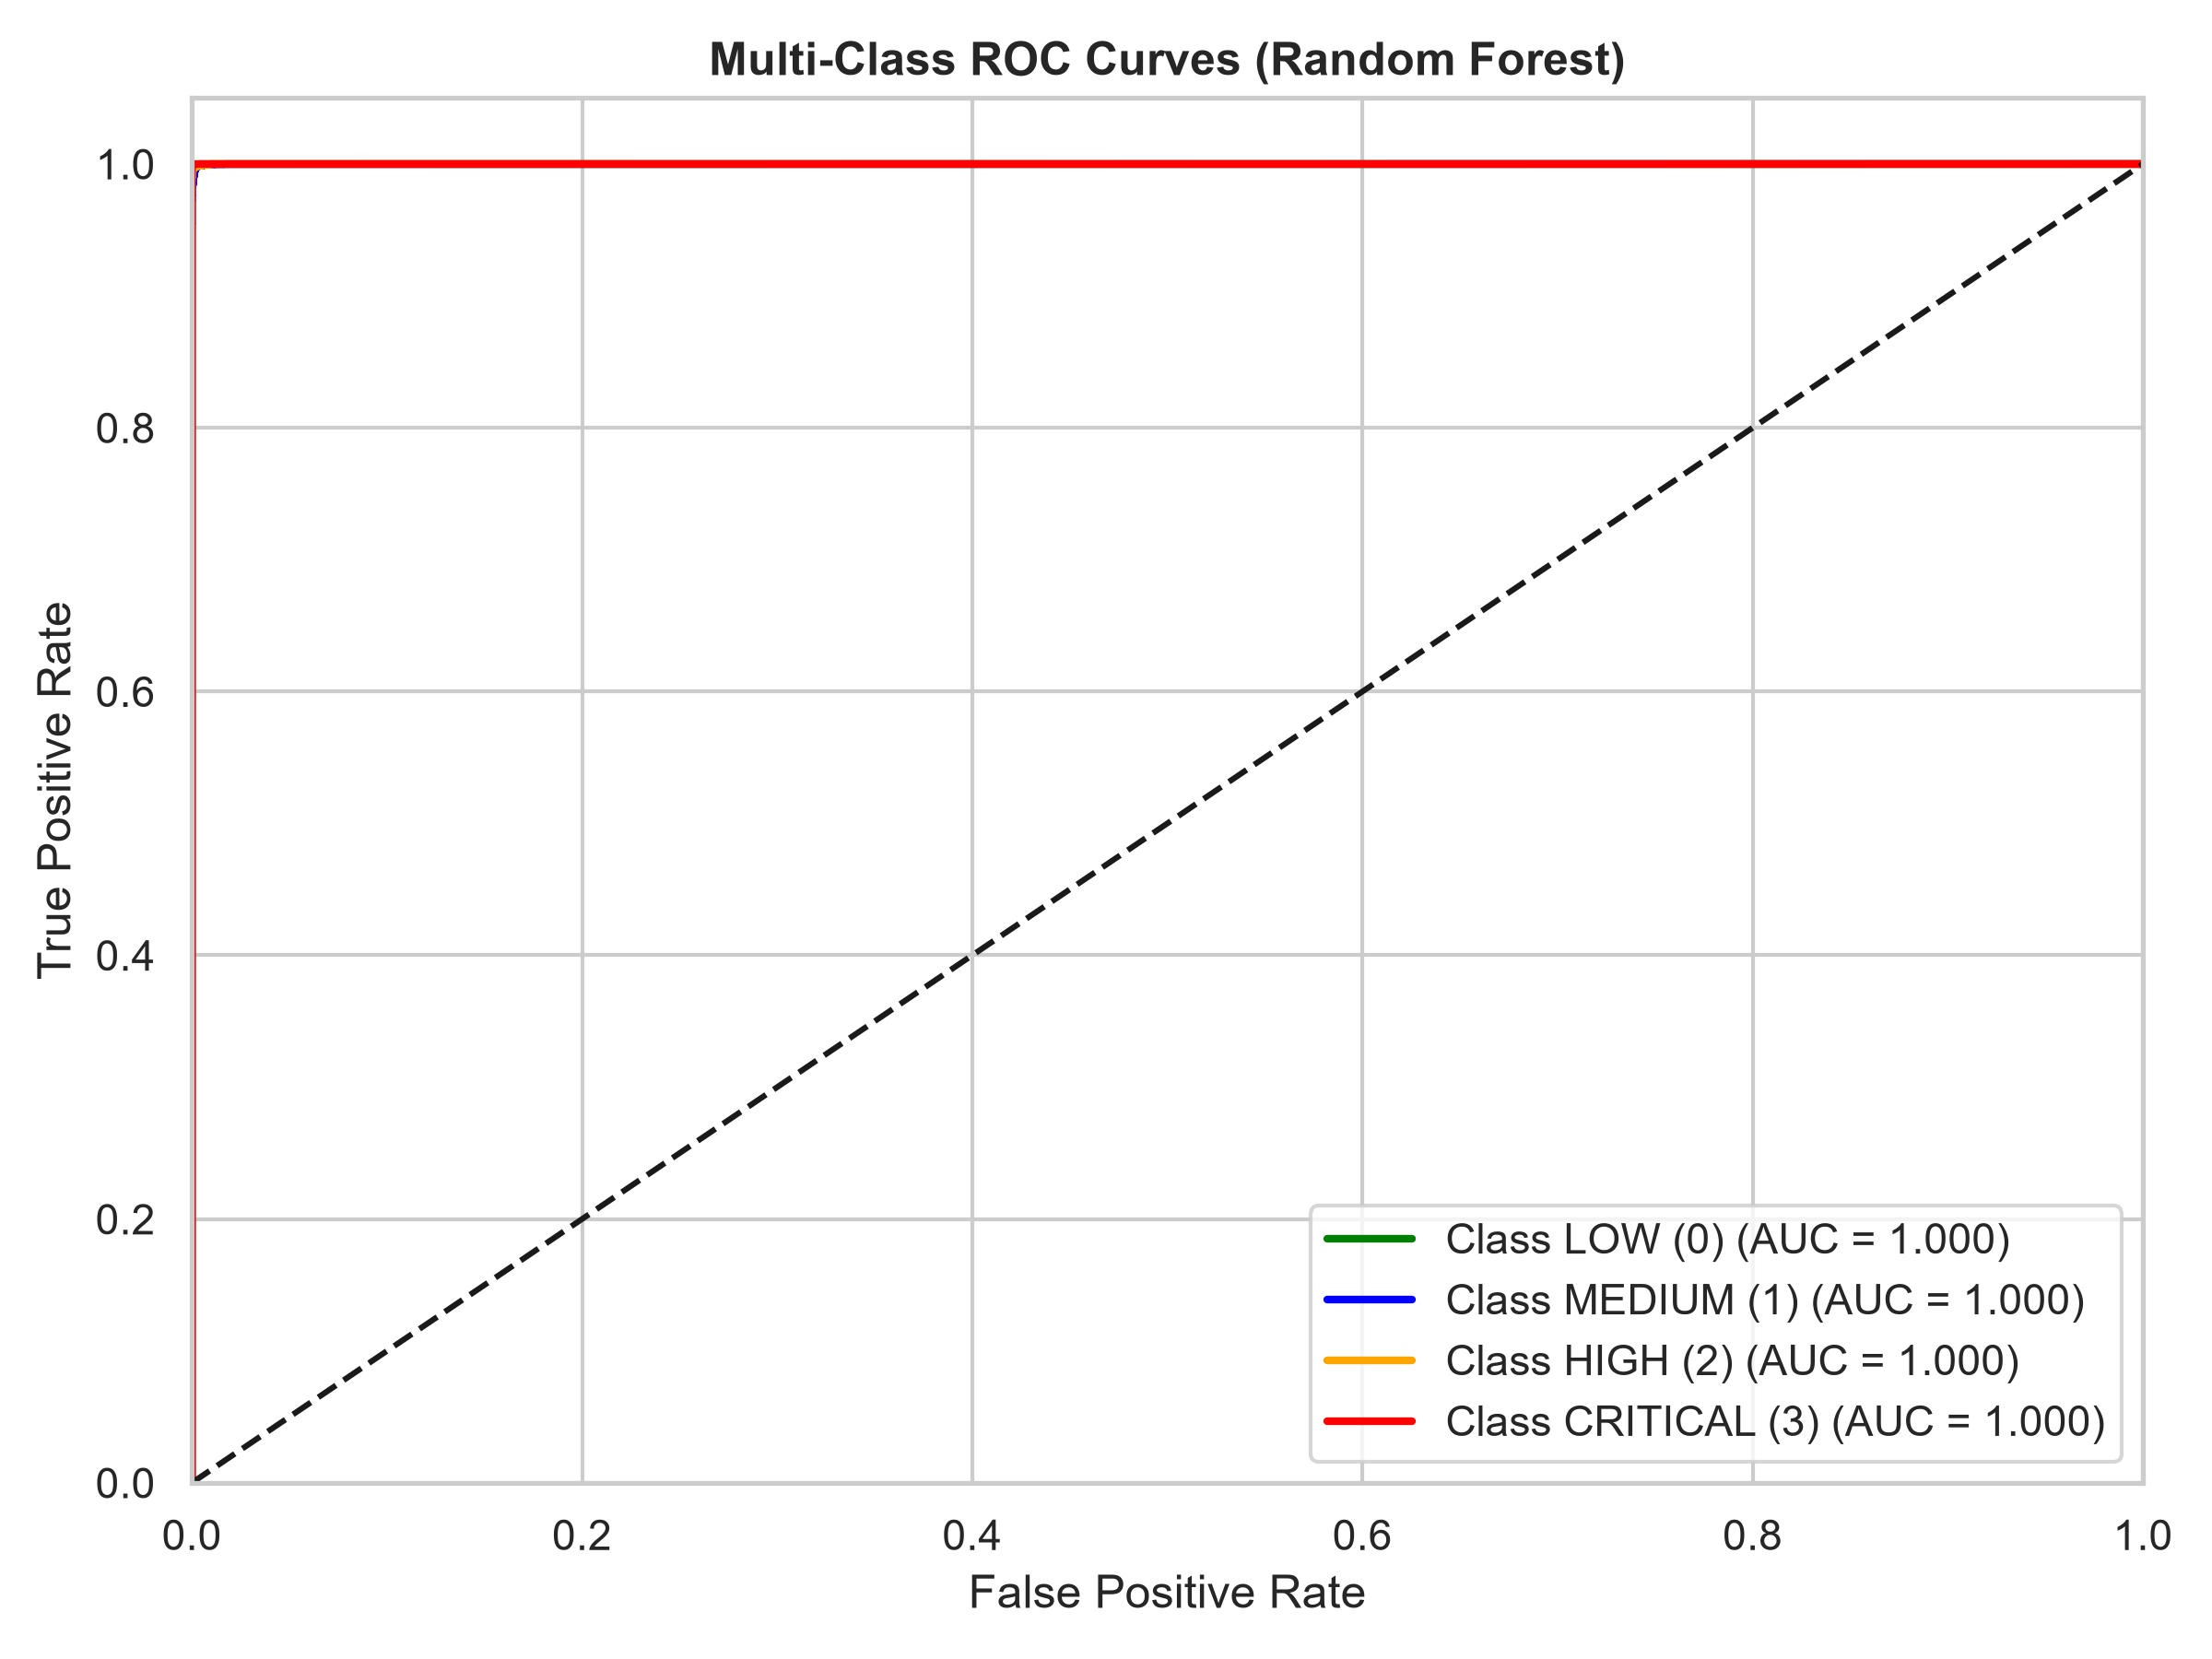 Multi-Class ROC Curves (Random Forest)
True Positive Rate
1.0
0.8
0.6
0.4
0.2
0.0
0.0 0.2 0.4 0.6 0.8 1.0
False Positive Rate
Class LOW (0) (AUC = 1.000)
Class MEDIUM (1) (AUC = 1.000)
Class HIGH (2) (AUC = 1.000)
Class CRITICAL (3) (AUC = 1.000)